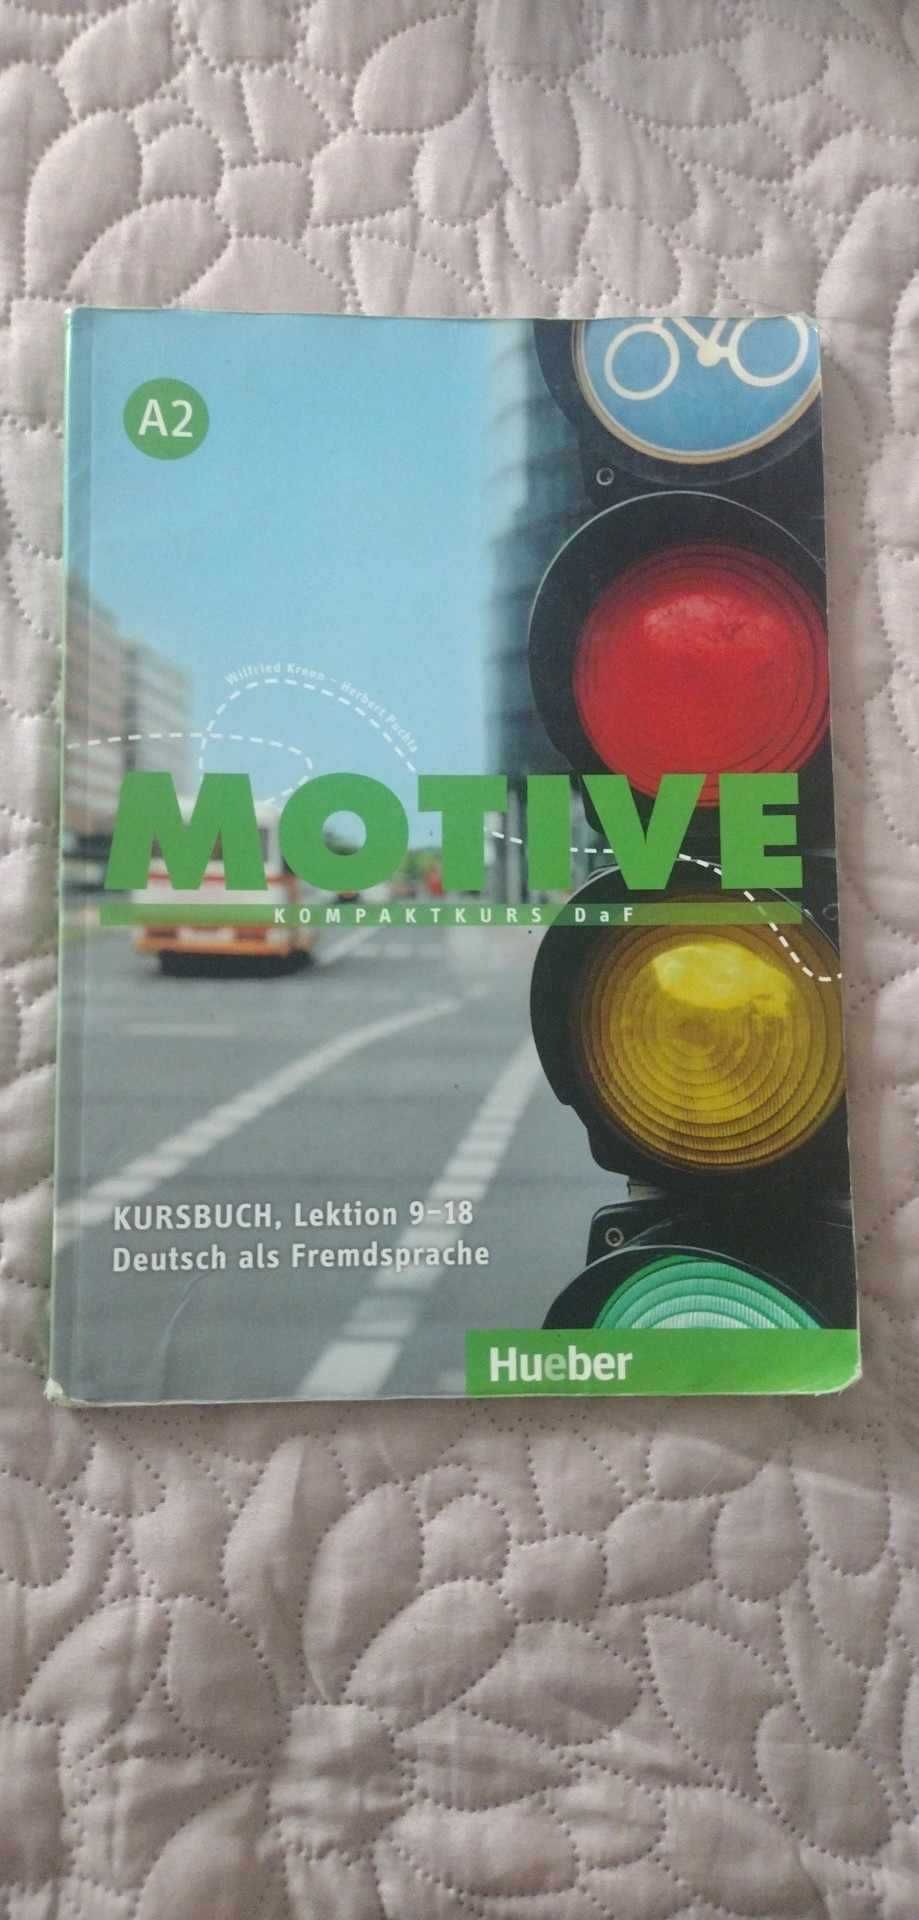 A2
Wilfried Krenn – Herbert Puchta
MOTIVE
KOMPAKTKURS DaF
KURSBUCH, Lektion 9–18
Deutsch als Fremdsprache
Hueber